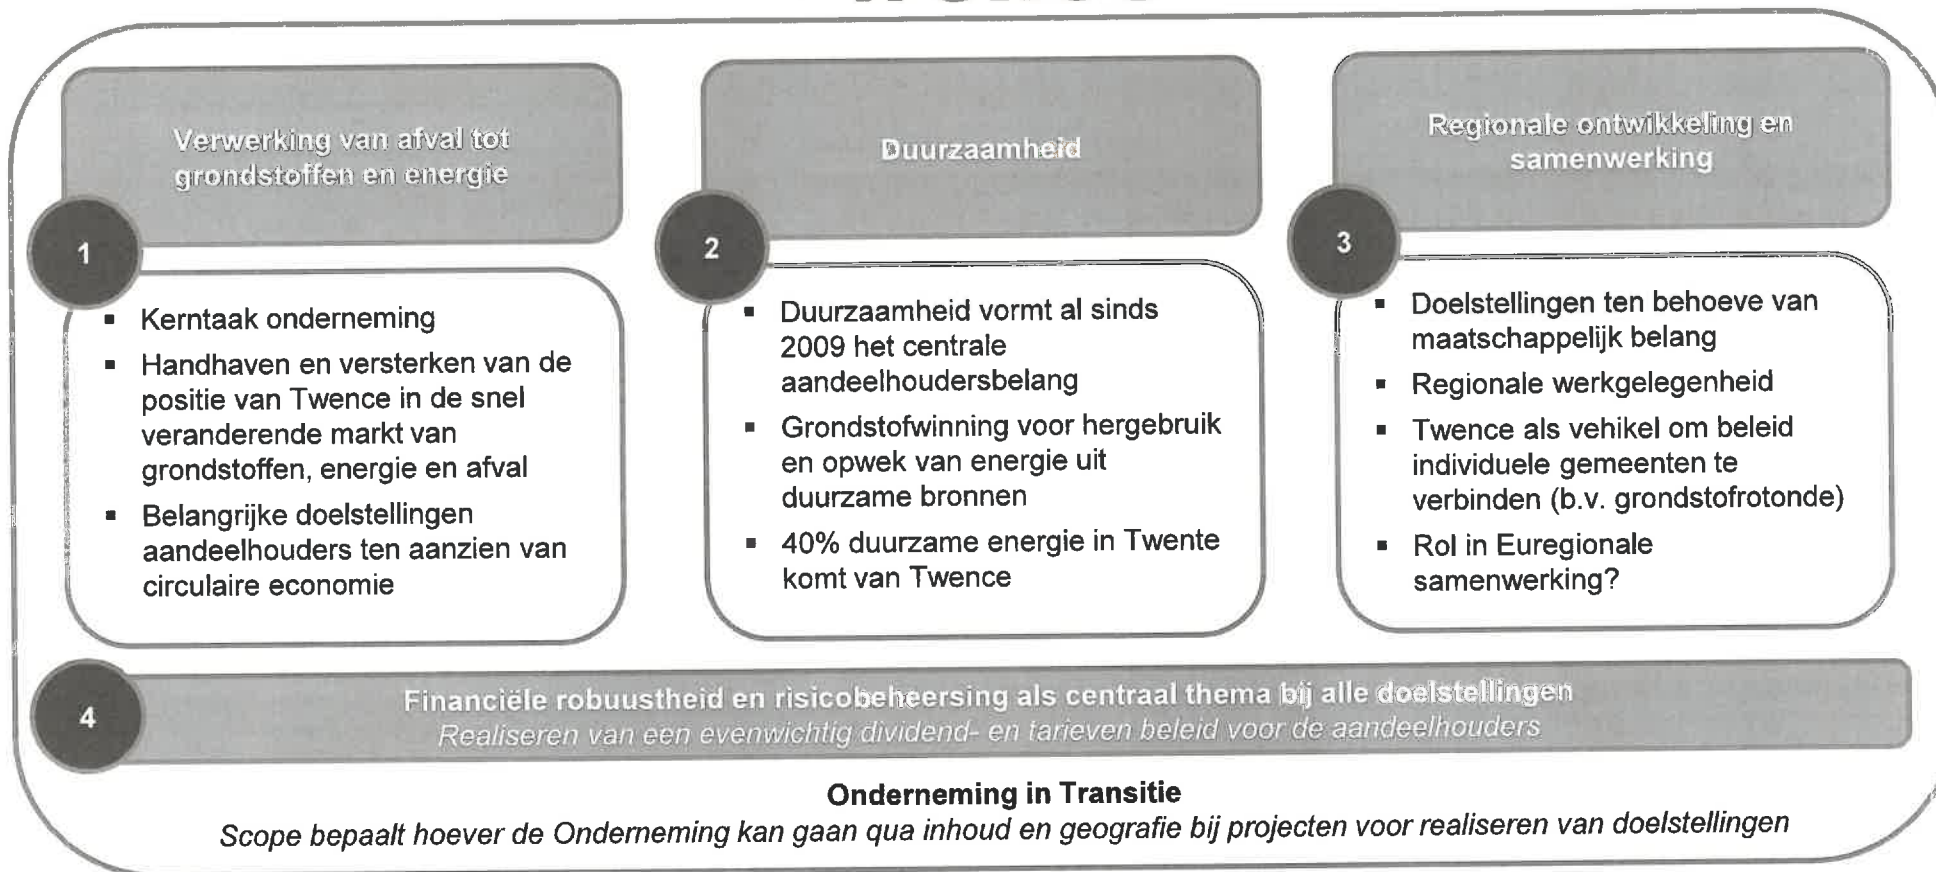 Verwerking van afval tot
grondstoffen en energie
1
▪ Kerntaak onderneming
▪ Handhaven en versterken van de
positie van Twence in de snel
veranderende markt van
grondstoffen, energie en afval
▪ Belangrijke doelstellingen
aandeelhouders ten aanzien van
circulaire economie
Duurzaamheid
2
▪ Duurzaamheid vormt al sinds
2009 het centrale
aandeelhoudersbelang
▪ Grondstofwinning voor hergebruik
en opwek van energie uit
duurzame bronnen
▪ 40% duurzame energie in Twente
komt van Twence
Regionale ontwikkeling en
samenwerking
3
▪ Doelstellingen ten behoeve van
maatschappelijk belang
▪ Regionale werkgelegenheid
▪ Twence als vehikel om beleid
individuele gemeenten te
verbinden (b.v. grondstofrotonde)
▪ Rol in Euregionale
samenwerking?
4
Financiële robuustheid en risicobeheersing als centraal thema bij alle doelstellingen
Realiseren van een evenwichtig dividend- en tarieven beleid voor de aandeelhouders
Onderneming in Transitie
Scope bepaalt hoever de Onderneming kan gaan qua inhoud en geografie bij projecten voor realiseren van doelstellingen